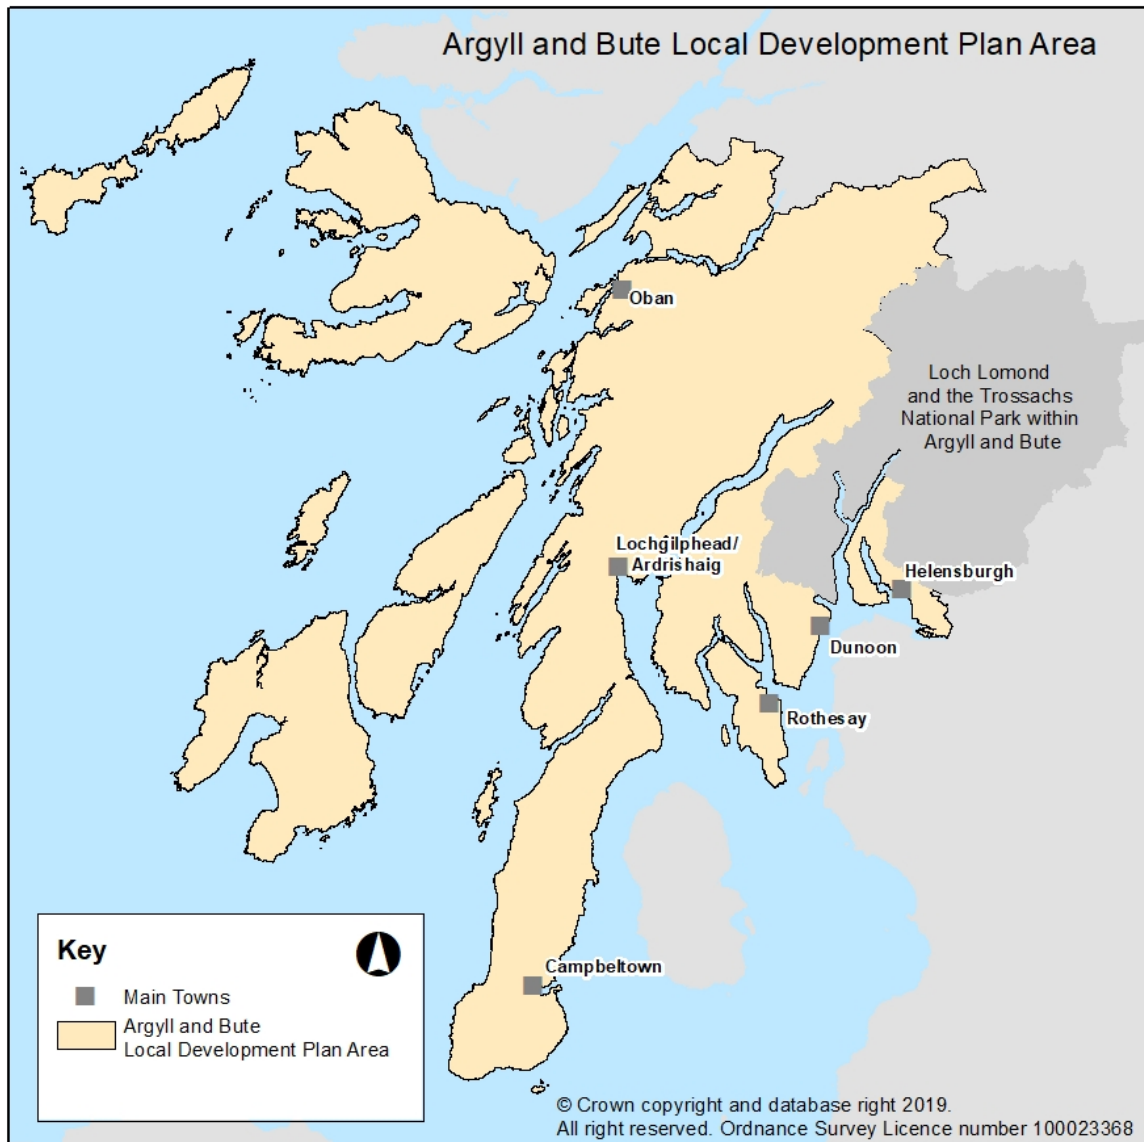 Argyll and Bute Local Development Plan Area
Oban
Loch Lomond
and the Trossachs
National Park within
Argyll and Bute
Lochgilphead/
Ardrishaig
Helensburgh
Dunoon
Rothesay
Campbeltown
Key
Main Towns
Argyll and Bute
Local Development Plan Area
© Crown copyright and database right 2019.
All right reserved. Ordnance Survey Licence number 100023368